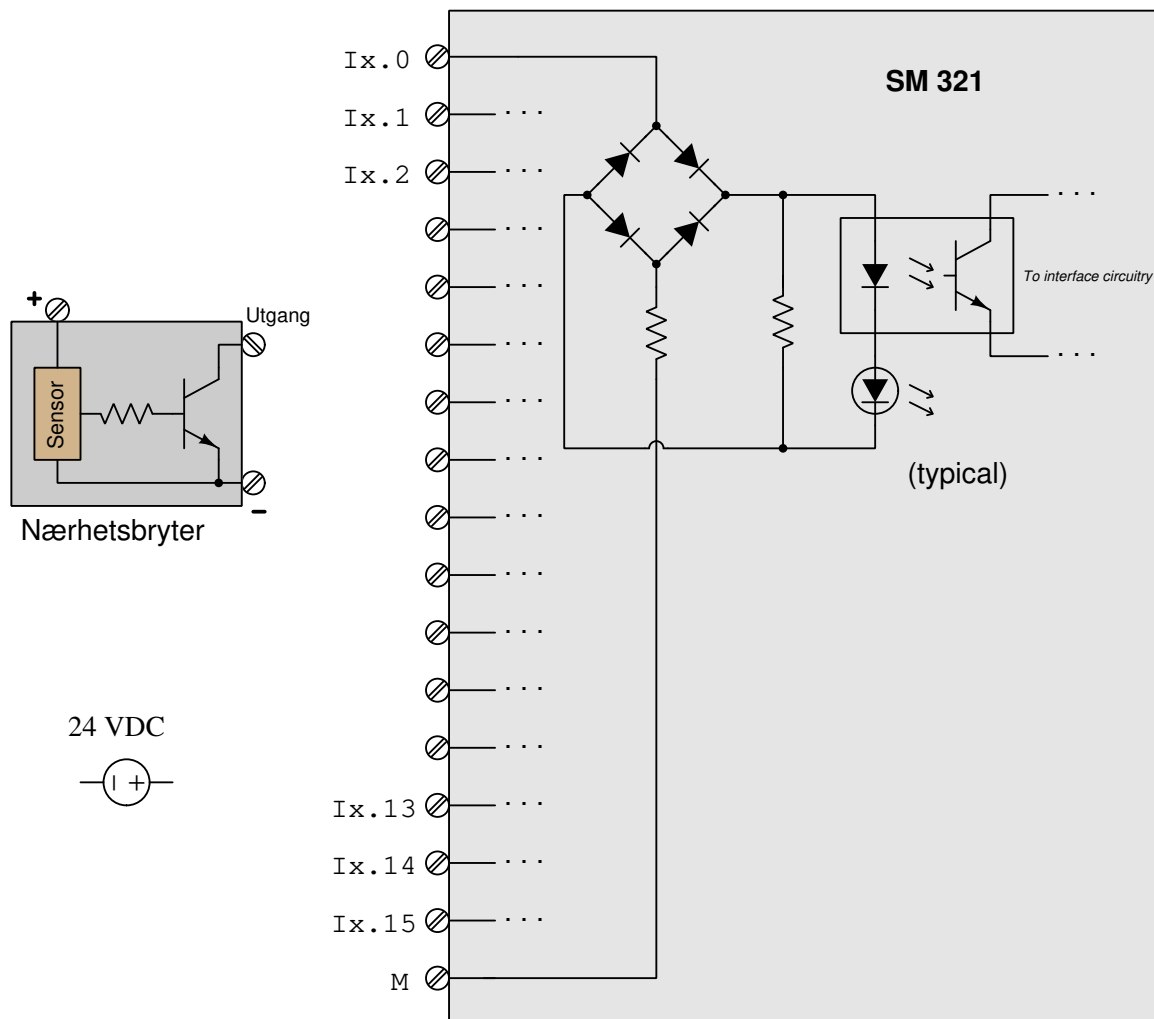 Ix.0
SM 321
Ix.1
. . .
Ix.2
. . .
. . .
. . .
. . .
To interface circuitry
+
Utgang
. . .
. . .
Sensor
. . .
. . .
(typical)
–
Nærhetsbryter
. . .
. . .
. . .
. . .
24 VDC
. . .
– +
Ix.13
. . .
Ix.14
. . .
Ix.15
. . .
M